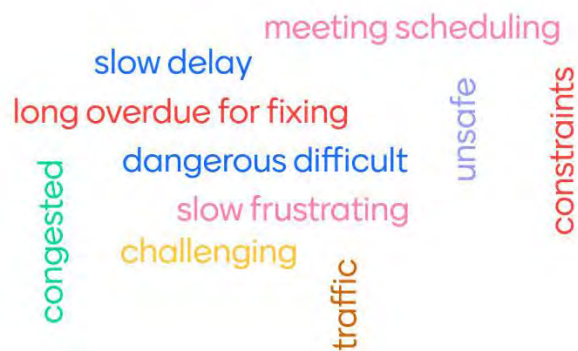 meeting scheduling
slow delay
long overdue for fixing
unsafe
constraints
dangerous difficult
congested
slow frustrating
challenging
traffic